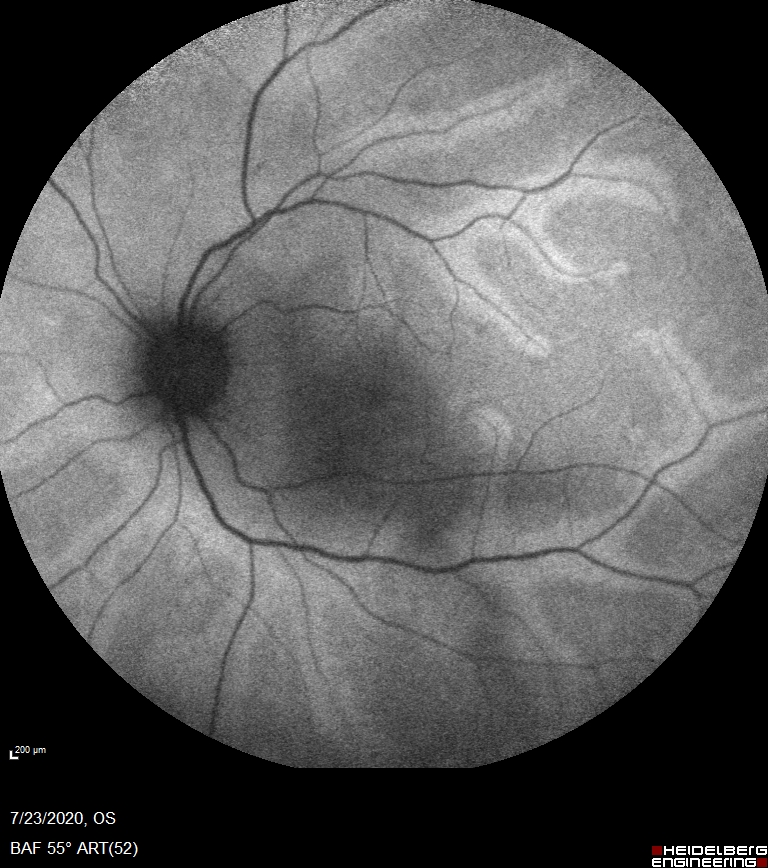 200 µm
7/23/2020, OS
BAF 55° ART(52)
HEIDELBERG
ENGINEERING